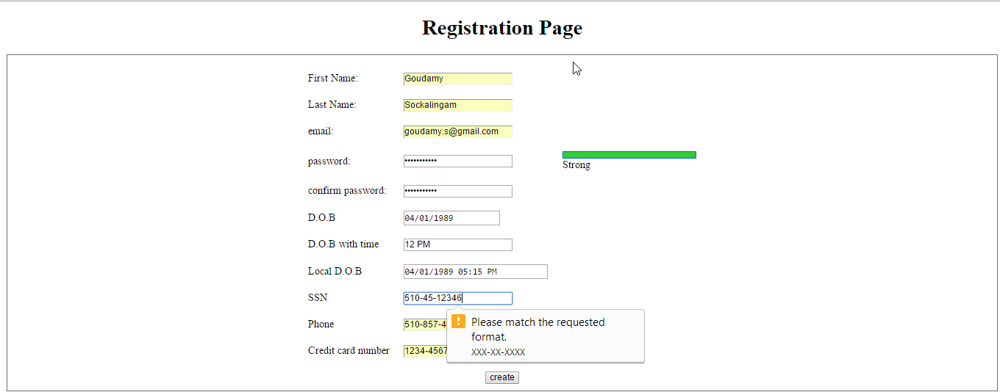 Registration Page
First Name: Goudamy
Last Name: Sockalingam
email: goudamy.s@gmail.com
password: •••••••••••
Strong
confirm password: •••••••••••
D.O.B 04/01/1989
D.O.B with time 12 PM
Local D.O.B 04/01/1989 05:15 PM
SSN 510-45-12346
Phone 510-857-4
Credit card number 1234-4567
Please match the requested
format.
XXX-XX-XXXX
create